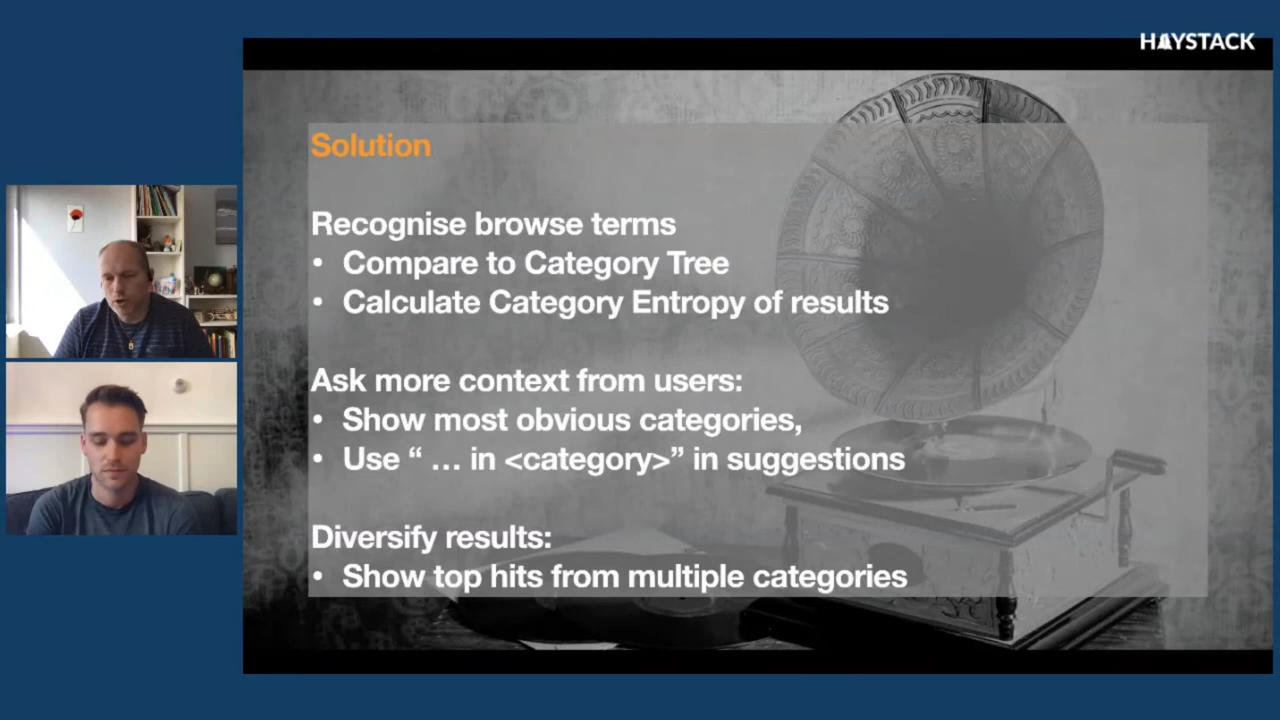 HAYSTACK
Solution
Recognise browse terms
• Compare to Category Tree
• Calculate Category Entropy of results
Ask more context from users:
• Show most obvious categories,
• Use “ … in <category>” in suggestions
Diversify results:
• Show top hits from multiple categories